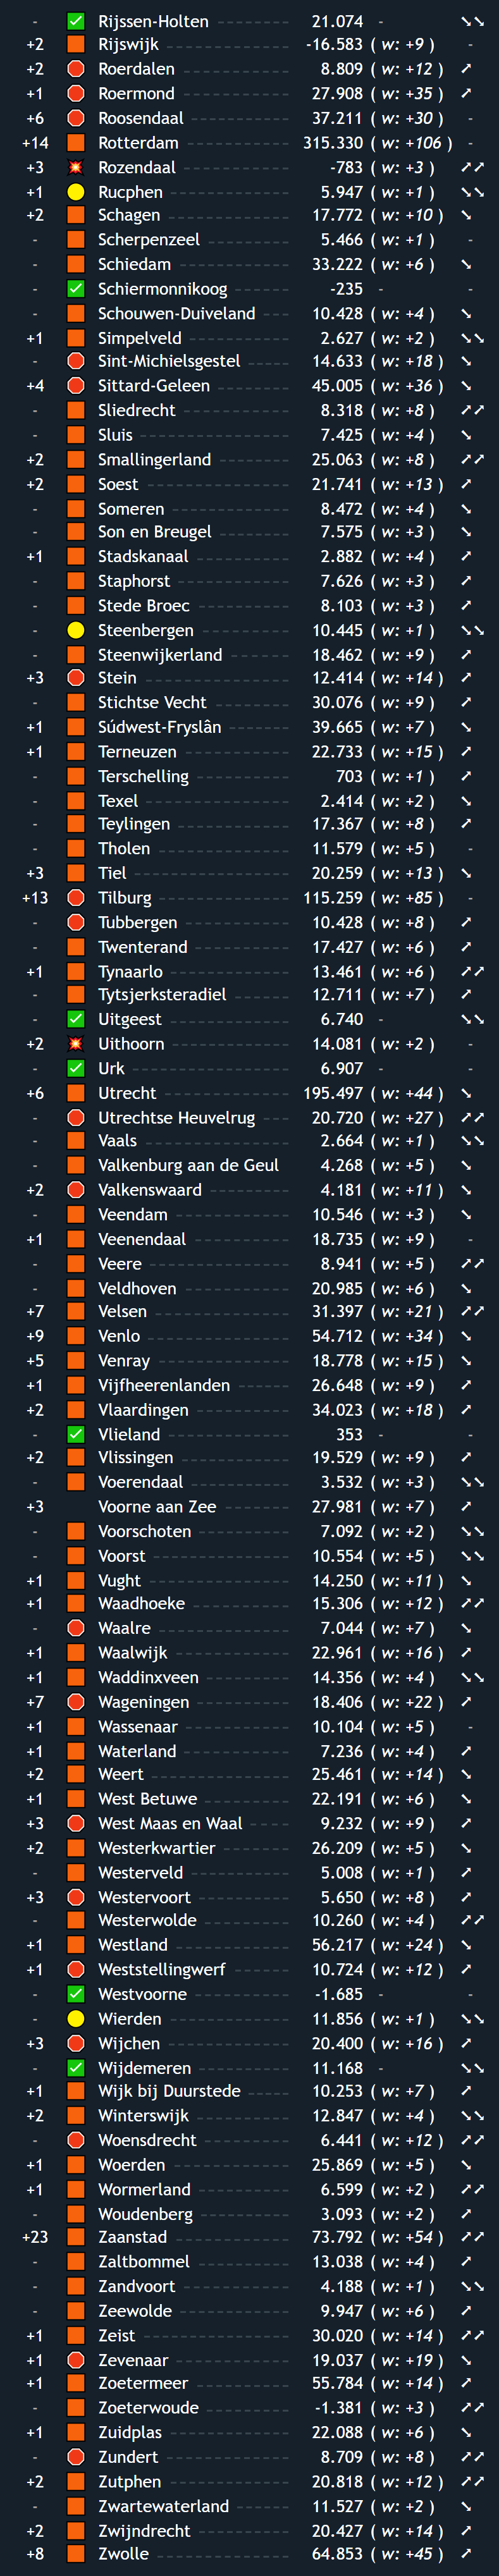 - ✅ Rijssen-Holten 21.074 - ➘➘
+2 🟧 Rijswijk -16.583 ( w: +9 ) -
+2 🛑 Roerdalen 8.809 ( w: +12 ) ➚
+1 🛑 Roermond 27.908 ( w: +35 ) ➚
+6 🛑 Roosendaal 37.211 ( w: +30 ) -
+14 🟧 Rotterdam 315.330 ( w: +106 ) -
+3 💥 Rozendaal -783 ( w: +3 ) ➚➚
+1 🟡 Rucphen 5.947 ( w: +1 ) ➘➘
+2 🟧 Schagen 17.772 ( w: +10 ) ➘
- 🟧 Scherpenzeel 5.466 ( w: +1 ) -
- 🟧 Schiedam 33.222 ( w: +6 ) ➘
- ✅ Schiermonnikoog -235 - -
- 🟧 Schouwen-Duiveland 10.428 ( w: +4 ) ➘
+1 🟧 Simpelveld 2.627 ( w: +2 ) ➘➘
- 🛑 Sint-Michielsgestel 14.633 ( w: +18 ) ➘
+4 🛑 Sittard-Geleen 45.005 ( w: +36 ) ➘
- 🟧 Sliedrecht 8.318 ( w: +8 ) ➚➚
- 🟧 Sluis 7.425 ( w: +4 ) ➘
+2 🟧 Smallingerland 25.063 ( w: +8 ) ➚➚
+2 🟧 Soest 21.741 ( w: +13 ) ➚
- 🟧 Someren 8.472 ( w: +4 ) ➘
- 🟧 Son en Breugel 7.575 ( w: +3 ) ➘
+1 🟧 Stadskanaal 2.882 ( w: +4 ) ➚
- 🟧 Staphorst 7.626 ( w: +3 ) ➚
- 🟧 Stede Broec 8.103 ( w: +3 ) ➚
- 🟡 Steenbergen 10.445 ( w: +1 ) ➘➘
- 🟧 Steenwijkerland 18.462 ( w: +9 ) ➚
+3 🛑 Stein 12.414 ( w: +14 ) ➚
- 🟧 Stichtse Vecht 30.076 ( w: +9 ) ➚
+1 🟧 Súdwest-Fryslân 39.665 ( w: +7 ) ➘
+1 🟧 Terneuzen 22.733 ( w: +15 ) ➚
- 🟧 Terschelling 703 ( w: +1 ) ➚
- 🟧 Texel 2.414 ( w: +2 ) ➘
- 🟧 Teylingen 17.367 ( w: +8 ) ➚
- 🟧 Tholen 11.579 ( w: +5 ) -
+3 🟧 Tiel 20.259 ( w: +13 ) ➘
+13 🛑 Tilburg 115.259 ( w: +85 ) -
- 🛑 Tubbergen 10.428 ( w: +8 ) ➚
- 🟧 Twenterand 17.427 ( w: +6 ) ➚
+1 🟧 Tynaarlo 13.461 ( w: +6 ) ➚➚
- 🟧 Tytsjerksteradiel 12.711 ( w: +7 ) ➚
- ✅ Uitgeest 6.740 - ➘➘
+2 💥 Uithoorn 14.081 ( w: +2 ) -
- ✅ Urk 6.907 - -
+6 🟧 Utrecht 195.497 ( w: +44 ) ➘
- 🛑 Utrechtse Heuvelrug 20.720 ( w: +27 ) ➚➚
- 🟧 Vaals 2.664 ( w: +1 ) ➘➘
- 🟧 Valkenburg aan de Geul 4.268 ( w: +5 ) ➘
+2 🛑 Valkenswaard 4.181 ( w: +11 ) ➘
- 🟧 Veendam 10.546 ( w: +3 ) ➘
+1 🟧 Veenendaal 18.735 ( w: +9 ) -
- 🟧 Veere 8.941 ( w: +5 ) ➚➚
- 🟧 Veldhoven 20.985 ( w: +6 ) ➘
+7 🟧 Velsen 31.397 ( w: +21 ) ➚➚
+9 🟧 Venlo 54.712 ( w: +34 ) ➘
+5 🟧 Venray 18.778 ( w: +15 ) ➘
+1 🟧 Vijfheerenlanden 26.648 ( w: +9 ) ➚
+2 🟧 Vlaardingen 34.023 ( w: +18 ) ➚
- ✅ Vlieland 353 - -
+2 🟧 Vlissingen 19.529 ( w: +9 ) ➚
- 🟧 Voerendaal 3.532 ( w: +3 ) ➘➘
+3 Voorne aan Zee 27.981 ( w: +7 ) ➚
- 🟧 Voorschoten 7.092 ( w: +2 ) ➘➘
- 🟧 Voorst 10.554 ( w: +5 ) ➘➘
+1 🟧 Vught 14.250 ( w: +11 ) ➘
+1 🟧 Waadhoeke 15.306 ( w: +12 ) ➚➚
- 🛑 Waalre 7.044 ( w: +7 ) ➘
+1 🟧 Waalwijk 22.961 ( w: +16 ) ➚
+1 🟧 Waddinxveen 14.356 ( w: +4 ) ➘➘
+7 🛑 Wageningen 18.406 ( w: +22 ) ➚
+1 🟧 Wassenaar 10.104 ( w: +5 ) -
+1 🟧 Waterland 7.236 ( w: +4 ) ➚
+2 🟧 Weert 25.461 ( w: +14 ) ➘
+1 🟧 West Betuwe 22.191 ( w: +6 ) ➘
+3 🛑 West Maas en Waal 9.232 ( w: +9 ) ➚
+2 🟧 Westerkwartier 26.209 ( w: +5 ) ➘
- 🟧 Westerveld 5.008 ( w: +1 ) ➚
+3 🛑 Westervoort 5.650 ( w: +8 ) ➚
- 🟧 Westerwolde 10.260 ( w: +4 ) ➚➚
+1 🟧 Westland 56.217 ( w: +24 ) ➘
+1 🛑 Weststellingwerf 10.724 ( w: +12 ) ➚
- ✅ Westvoorne -1.685 - -
- 🟡 Wierden 11.856 ( w: +1 ) ➘➘
+3 🛑 Wijchen 20.400 ( w: +16 ) ➚
- ✅ Wijdemeren 11.168 - ➘➘
+1 🟧 Wijk bij Duurstede 10.253 ( w: +7 ) ➚
+2 🟧 Winterswijk 12.847 ( w: +4 ) ➘➘
- 🛑 Woensdrecht 6.441 ( w: +12 ) ➚➚
+1 🟧 Woerden 25.869 ( w: +5 ) ➘
+1 🟧 Wormerland 6.599 ( w: +2 ) ➚➚
- 🟧 Woudenberg 3.093 ( w: +2 ) ➚
+23 🟧 Zaanstad 73.792 ( w: +54 ) ➚➚
- 🟧 Zaltbommel 13.038 ( w: +4 ) ➚
- 🟧 Zandvoort 4.188 ( w: +1 ) ➘➘
- 🟧 Zeewolde 9.947 ( w: +6 ) ➚
+1 🟧 Zeist 30.020 ( w: +14 ) ➚➚
+1 🛑 Zevenaar 19.037 ( w: +19 ) ➘
+1 🟧 Zoetermeer 55.784 ( w: +14 ) ➚
- 🟧 Zoeterwoude -1.381 ( w: +3 ) ➚➚
+1 🟧 Zuidplas 22.088 ( w: +6 ) ➘
- 🛑 Zundert 8.709 ( w: +8 ) ➚➚
+2 🟧 Zutphen 20.818 ( w: +12 ) ➚➚
- 🟧 Zwartewaterland 11.527 ( w: +2 ) ➘
+2 🟧 Zwijndrecht 20.427 ( w: +14 ) ➚
+8 🟧 Zwolle 64.853 ( w: +45 ) ➚